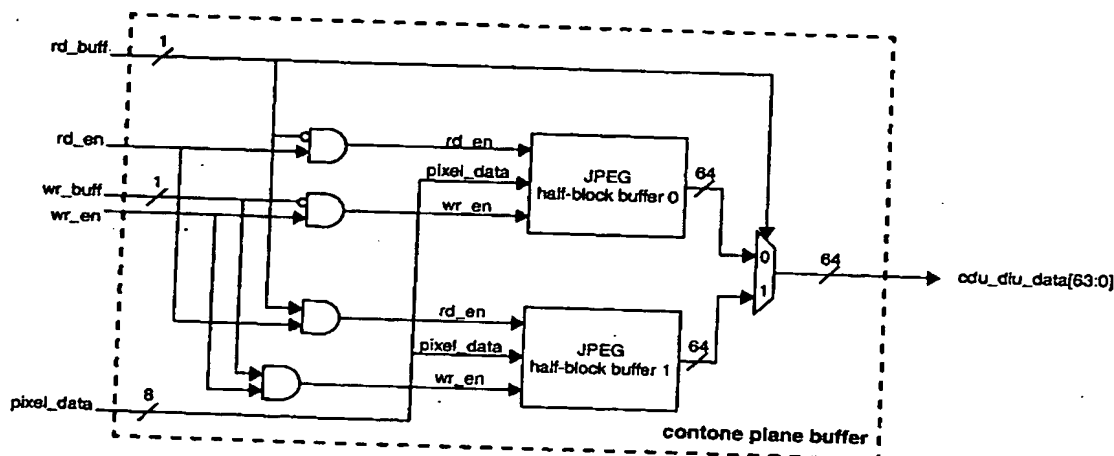 rd_buff
1
rd_en
rd_en
pixel_data
JPEG
half-block buffer 0
64
wr_buff
1
wr_en
wr_en
0
64
cdu_diu_data[63:0]
1
rd_en
pixel_data
JPEG
half-block buffer 1
64
wr_en
pixel_data
8
contone plane buffer